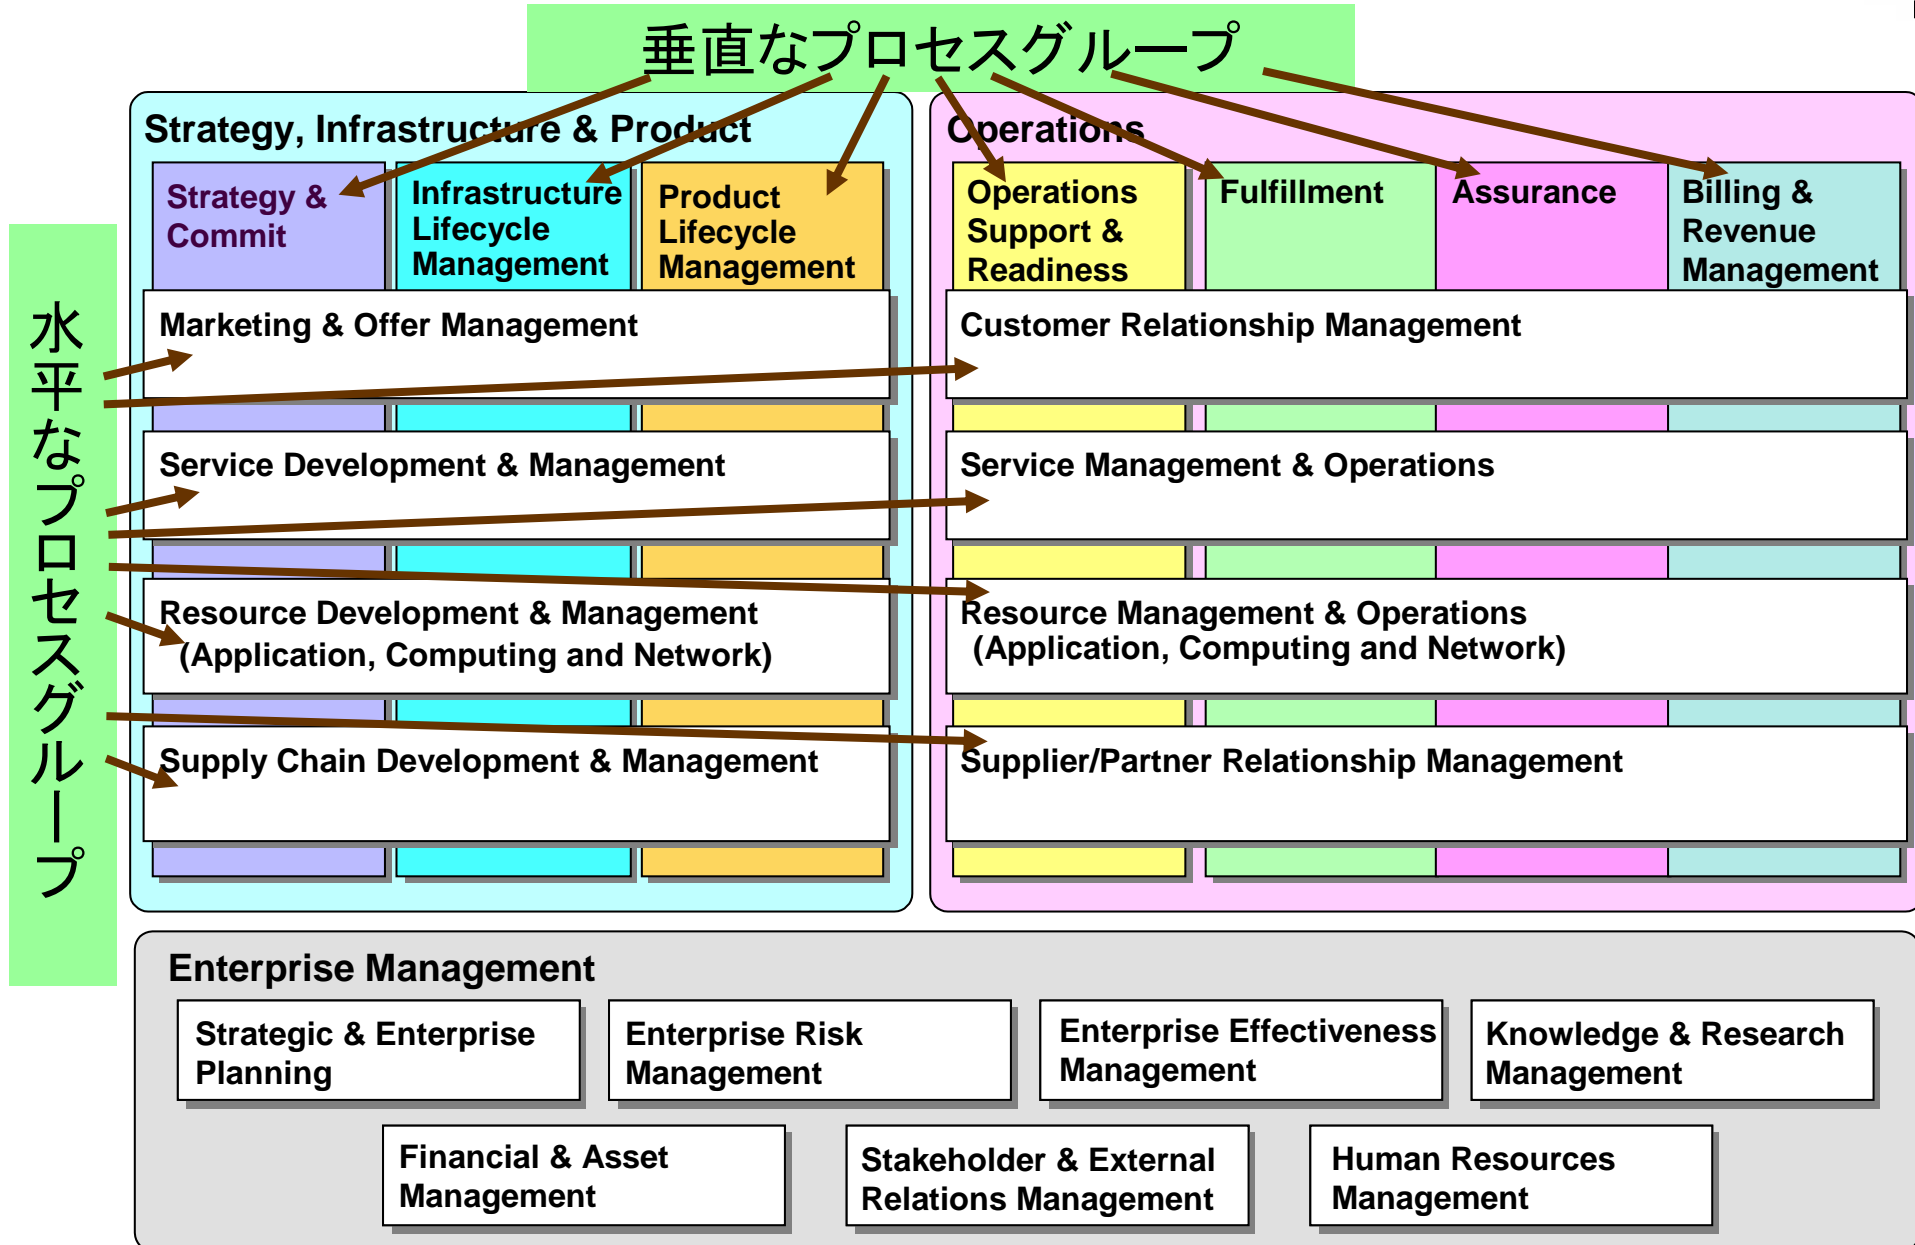 垂直なプロセスグループ
水平なプロセスグループ
Strategy, Infrastructure & Product
Strategy &
Commit
Infrastructure
Lifecycle
Management
Product
Lifecycle
Management
Marketing & Offer Management
Service Development & Management
Resource Development & Management
(Application, Computing and Network)
Supply Chain Development & Management
Operations
Operations
Support &
Readiness
Fulfillment
Assurance
Billing &
Revenue
Management
Customer Relationship Management
Service Management & Operations
Resource Management & Operations
(Application, Computing and Network)
Supplier/Partner Relationship Management
Enterprise Management
Strategic & Enterprise
Planning
Enterprise Risk
Management
Enterprise Effectiveness
Management
Knowledge & Research
Management
Financial & Asset
Management
Stakeholder & External
Relations Management
Human Resources
Management